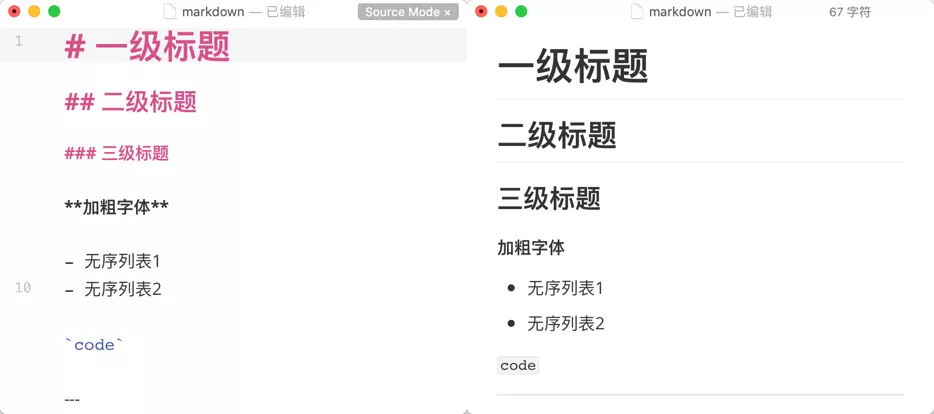 markdown — 已编辑
Source Mode ×
1
# 一级标题
## 二级标题
### 三级标题
**加粗字体**
- 无序列表1
10
- 无序列表2
`code`
---
markdown — 已编辑
67 字符
一级标题
二级标题
三级标题
加粗字体
• 无序列表1
• 无序列表2
code